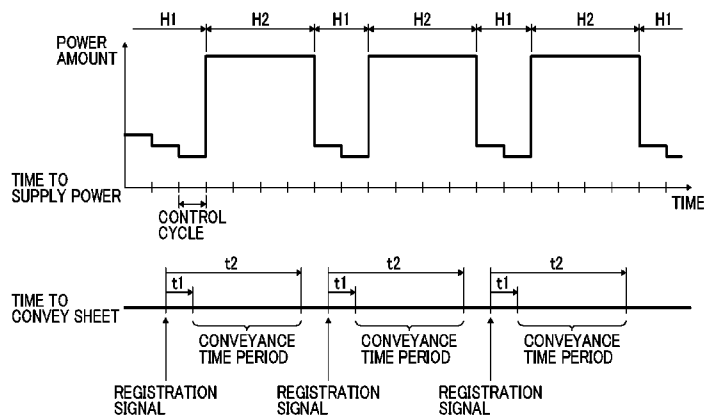 H1 H2 H1 H2 H1 H2 H1
POWER
AMOUNT
TIME TO
SUPPLY POWER
TIME
CONTROL
CYCLE
t2 t2 t2
t1 t1 t1
TIME TO
CONVEY SHEET
CONVEYANCE
TIME PERIOD
CONVEYANCE
TIME PERIOD
CONVEYANCE
TIME PERIOD
REGISTRATION
SIGNAL
REGISTRATION
SIGNAL
REGISTRATION
SIGNAL